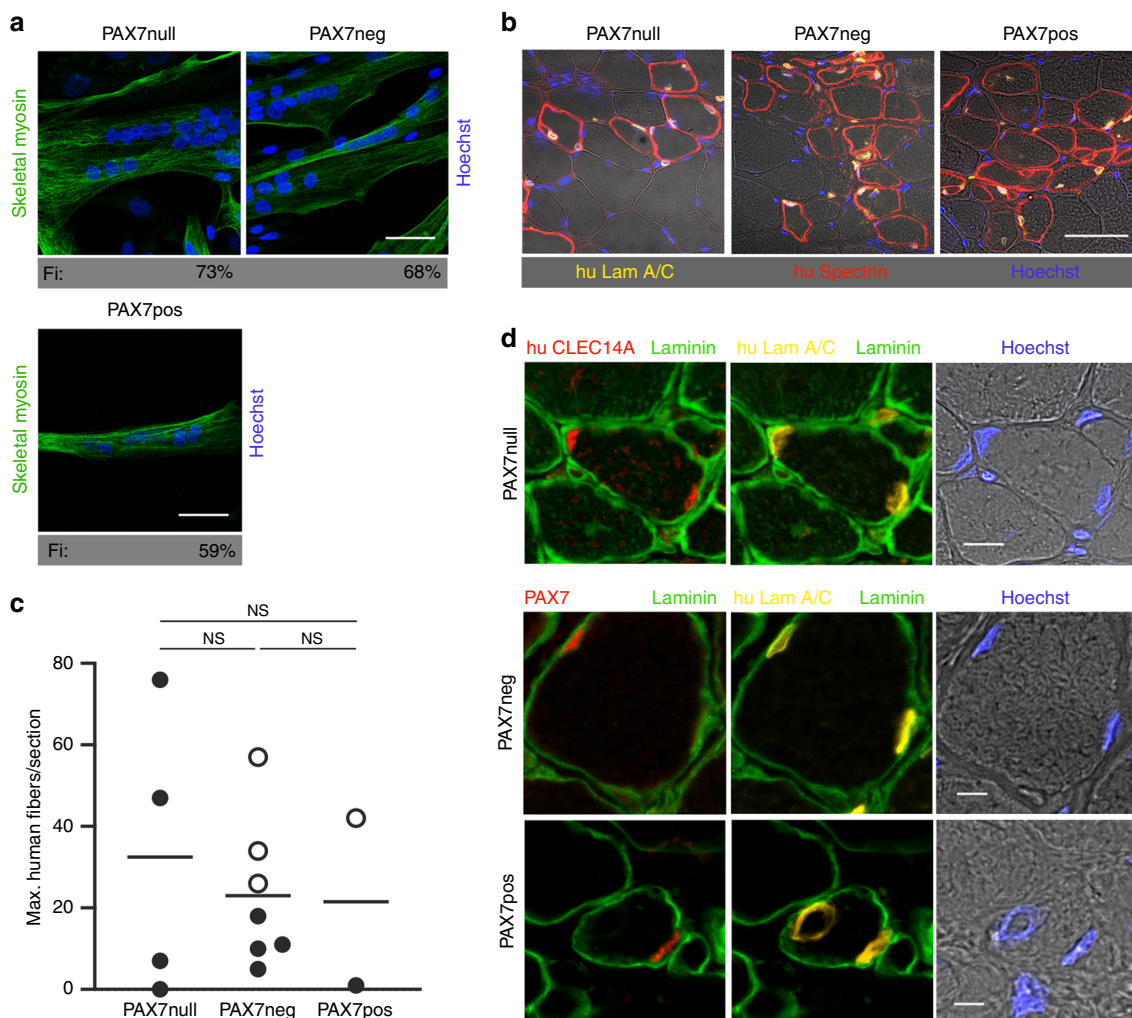 a
PAX7null PAX7neg
Skeletal myosin
Hoechst
Fi: 73% 68%
PAX7pos
Skeletal myosin
Hoechst
Fi: 59%
b
PAX7null PAX7neg PAX7pos
hu Lam A/C hu Spectrin Hoechst
c
NS
NS NS
Max. human fibers/section
80
60
40
20
0
PAX7null PAX7neg PAX7pos
d
hu CLEC14A Laminin hu Lam A/C Laminin Hoechst
PAX7null
PAX7 Laminin hu Lam A/C Laminin Hoechst
PAX7neg
PAX7pos